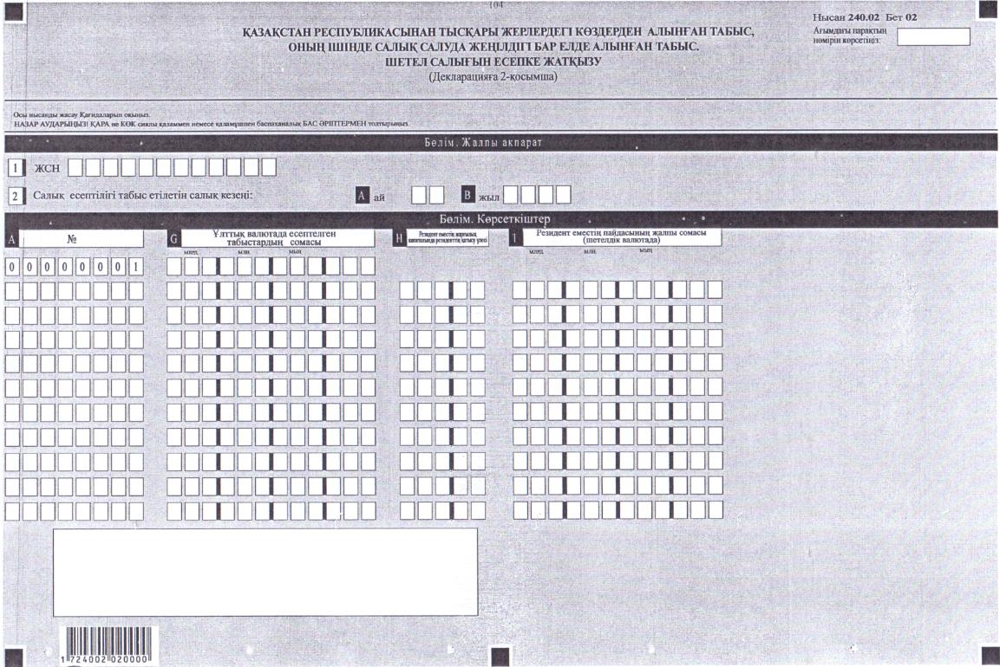 104
Нысан 240.02 Бет 02
Ағымдағы парақтың
нөмірін көрсетіңіз:
ҚАЗАҚСТАН РЕСПУБЛИКАСЫНАН ТЫСҚАРЫ ЖЕРЛЕРДЕГІ КӨЗДЕРДЕН АЛЫНҒАН ТАБЫС,
ОНЫҢ ІШІНДЕ САЛЫҚ САЛУДА ЖЕҢІЛДІГІ БАР ЕЛДЕ АЛЫНҒАН ТАБЫС.
ШЕТЕЛ САЛЫҒЫН ЕСЕПКЕ ЖАТҚЫЗУ
(Декларацияға 2-қосымша)
Осы нысанды жасау Қағидаларын оқыңыз.
НАЗАР АУДАРЫҢЫЗ! ҚАРА не КӨК сиялы қаламмен немесе қаламұшпен баспаханалық БАС ӘРІПТЕРМЕН толтырыңыз.
Бөлім. Жалпы ақпарат
1 ЖСН
2 Салық есептілігі табыс етілетін салық кезеңі: A ай B жыл
Бөлім. Көрсеткіштер
A №
G Ұлттық валютада есептелген
табыстардың сомасы
H Резидент еместің жарғылық
капиталында резиденттің қатысу үлесі
I Резидент еместің пайдасының жалпы сомасы
(шетелдік валютада)
млрд. млн. мың
млрд. млн. мың
0 0 0 0 0 0 0 1
1 724002 020000